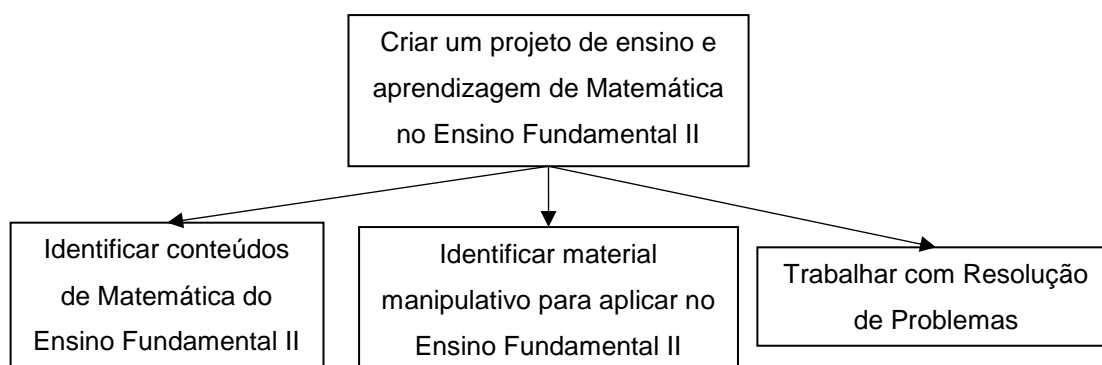 Criar um projeto de ensino e
aprendizagem de Matemática
no Ensino Fundamental II
Identificar conteúdos
de Matemática do
Ensino Fundamental II
Identificar material
manipulativo para aplicar no
Ensino Fundamental II
Trabalhar com Resolução
de Problemas